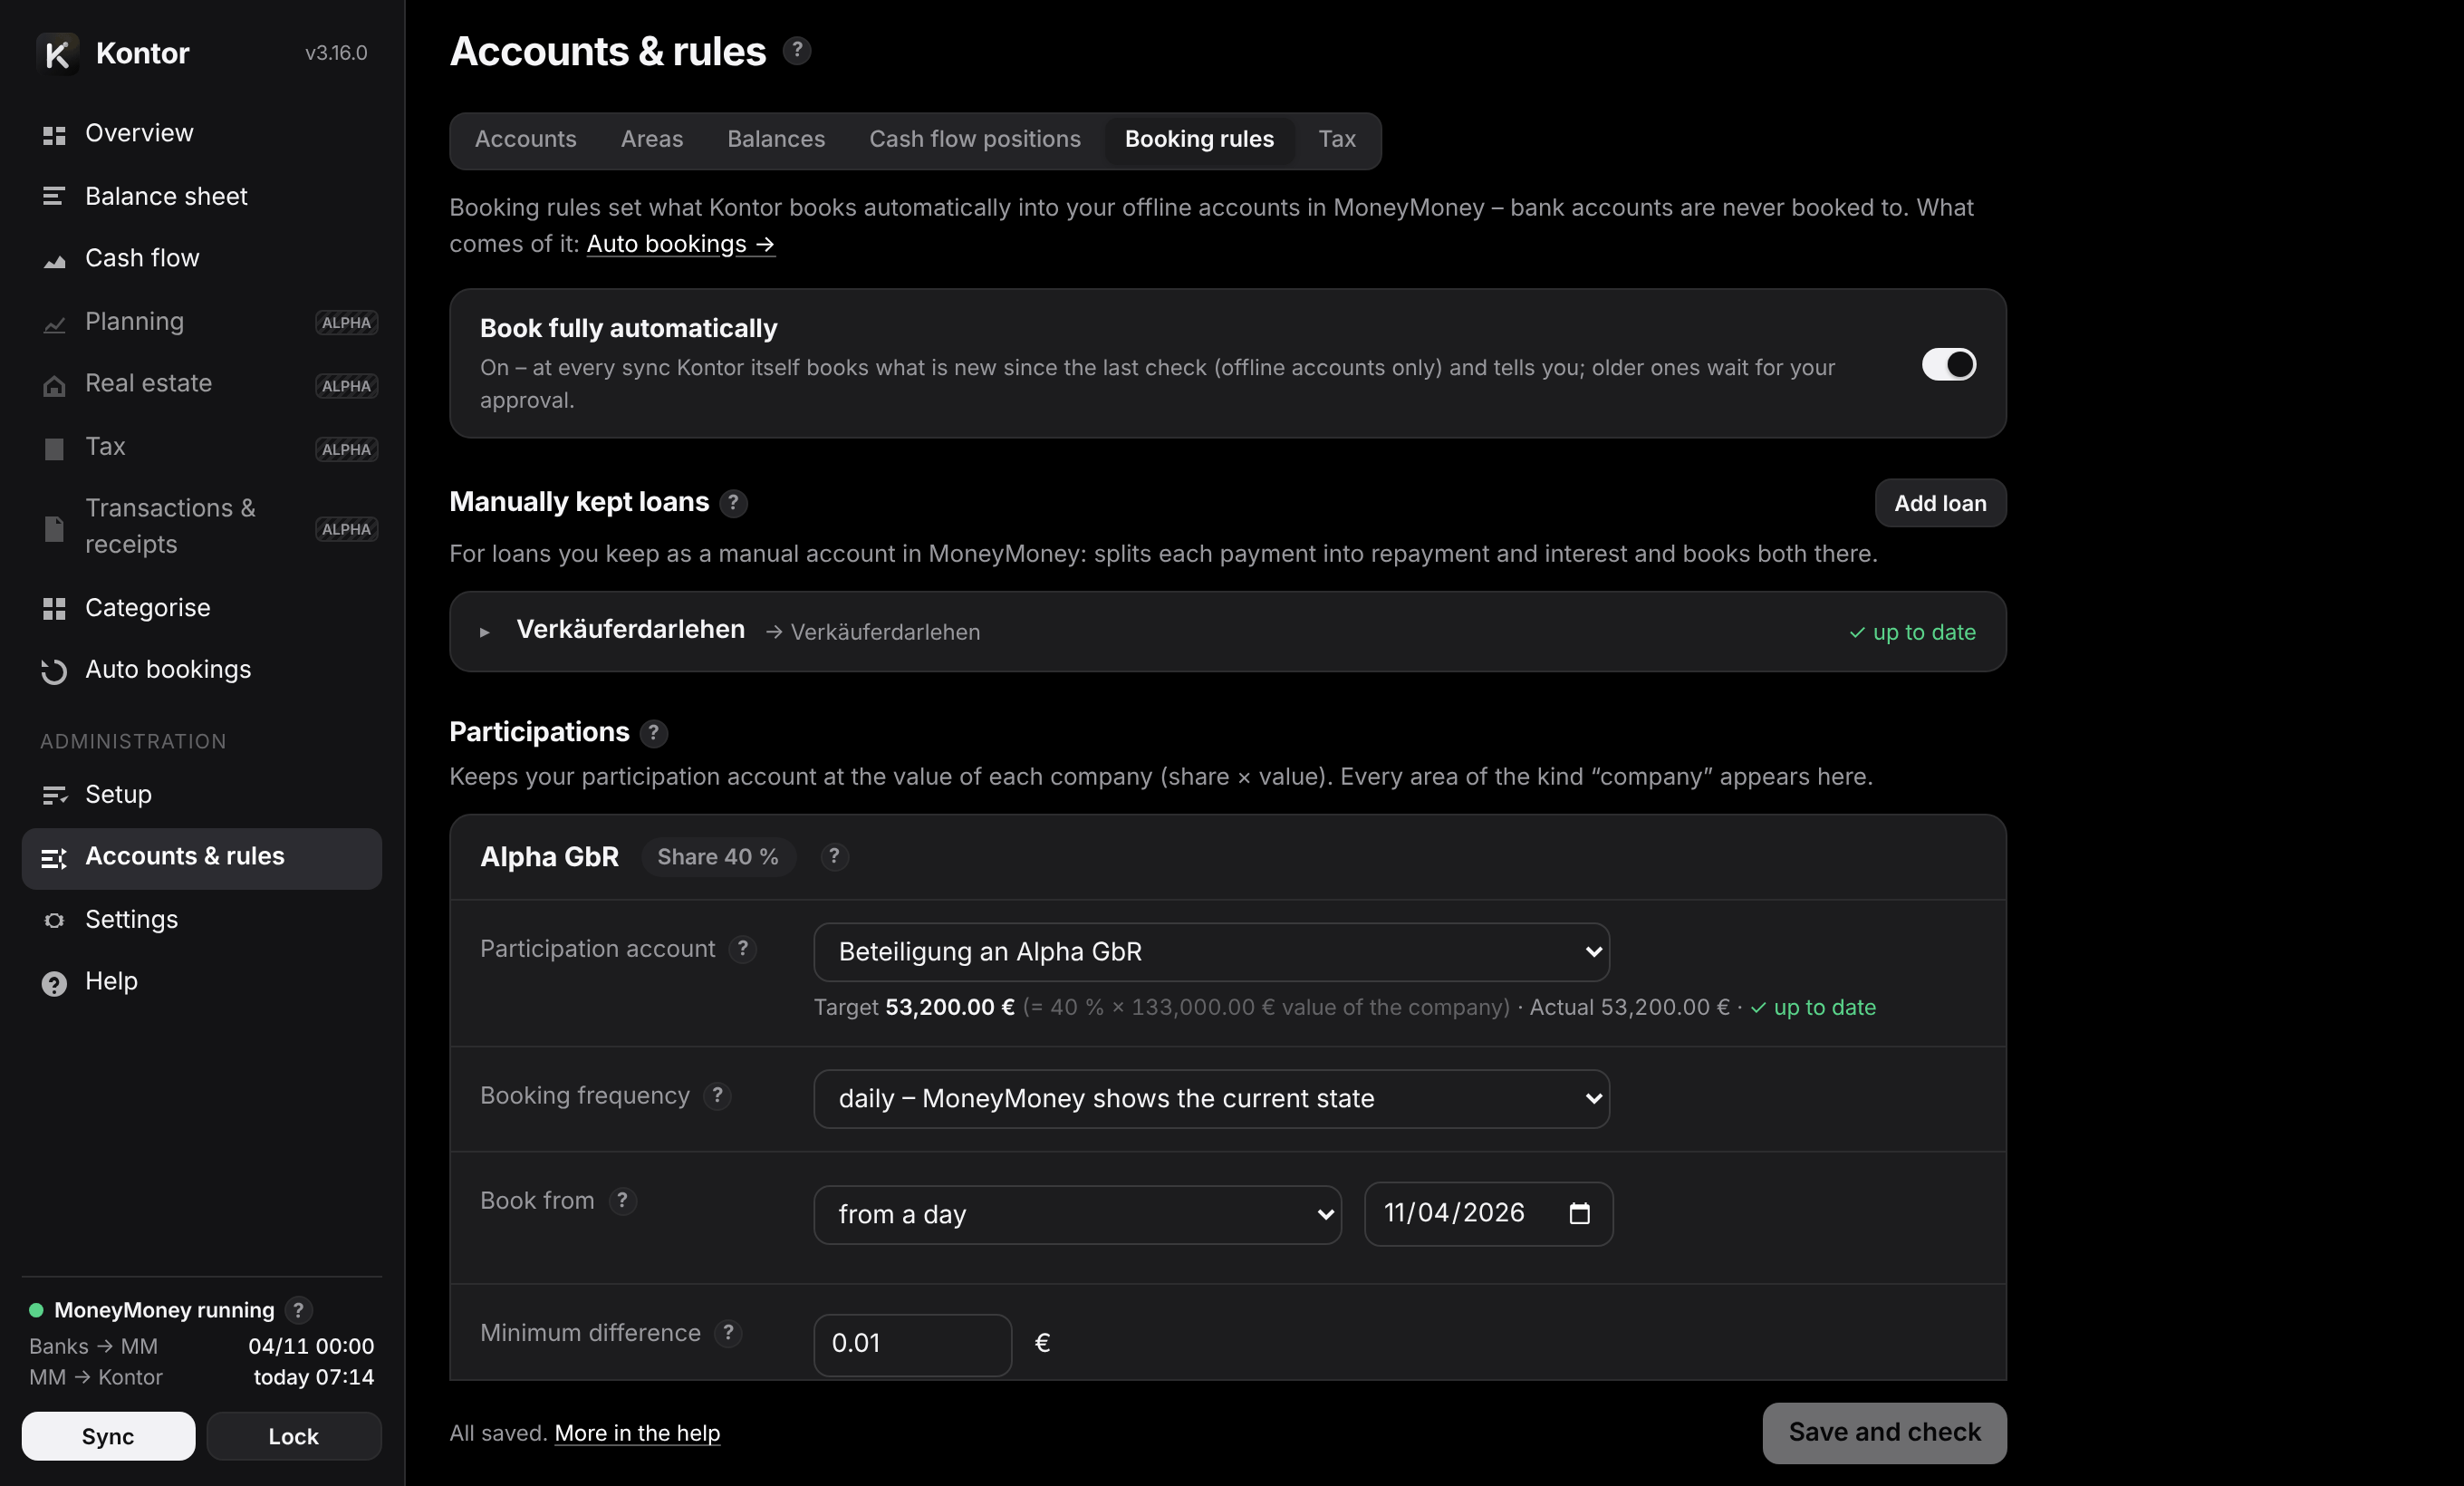 Kontor
v3.16.0
Overview
Balance sheet
Cash flow
Planning
ALPHA
Real estate
ALPHA
Tax
ALPHA
Transactions &
receipts
ALPHA
Categorise
Auto bookings
ADMINISTRATION
Setup
Accounts & rules
Settings
Help
MoneyMoney running ?
Banks → MM 04/11 00:00
MM → Kontor today 07:14
Sync
Lock
Accounts & rules ?
Accounts
Areas
Balances
Cash flow positions
Booking rules
Tax
Booking rules set what Kontor books automatically into your offline accounts in MoneyMoney – bank accounts are never booked to. What
comes of it: Auto bookings →
Book fully automatically
On – at every sync Kontor itself books what is new since the last check (offline accounts only) and tells you; older ones wait for your
approval.
Manually kept loans ?
Add loan
For loans you keep as a manual account in MoneyMoney: splits each payment into repayment and interest and books both there.
▸ Verkäuferdarlehen → Verkäuferdarlehen
✓ up to date
Participations ?
Keeps your participation account at the value of each company (share × value). Every area of the kind “company” appears here.
Alpha GbR Share 40 % ?
Participation account ?
Beteiligung an Alpha GbR
Target 53,200.00 € (= 40 % × 133,000.00 € value of the company) · Actual 53,200.00 € · ✓ up to date
Booking frequency ?
daily – MoneyMoney shows the current state
Book from ?
from a day
11/04/2026
Minimum difference ?
0.01 €
All saved. More in the help
Save and check